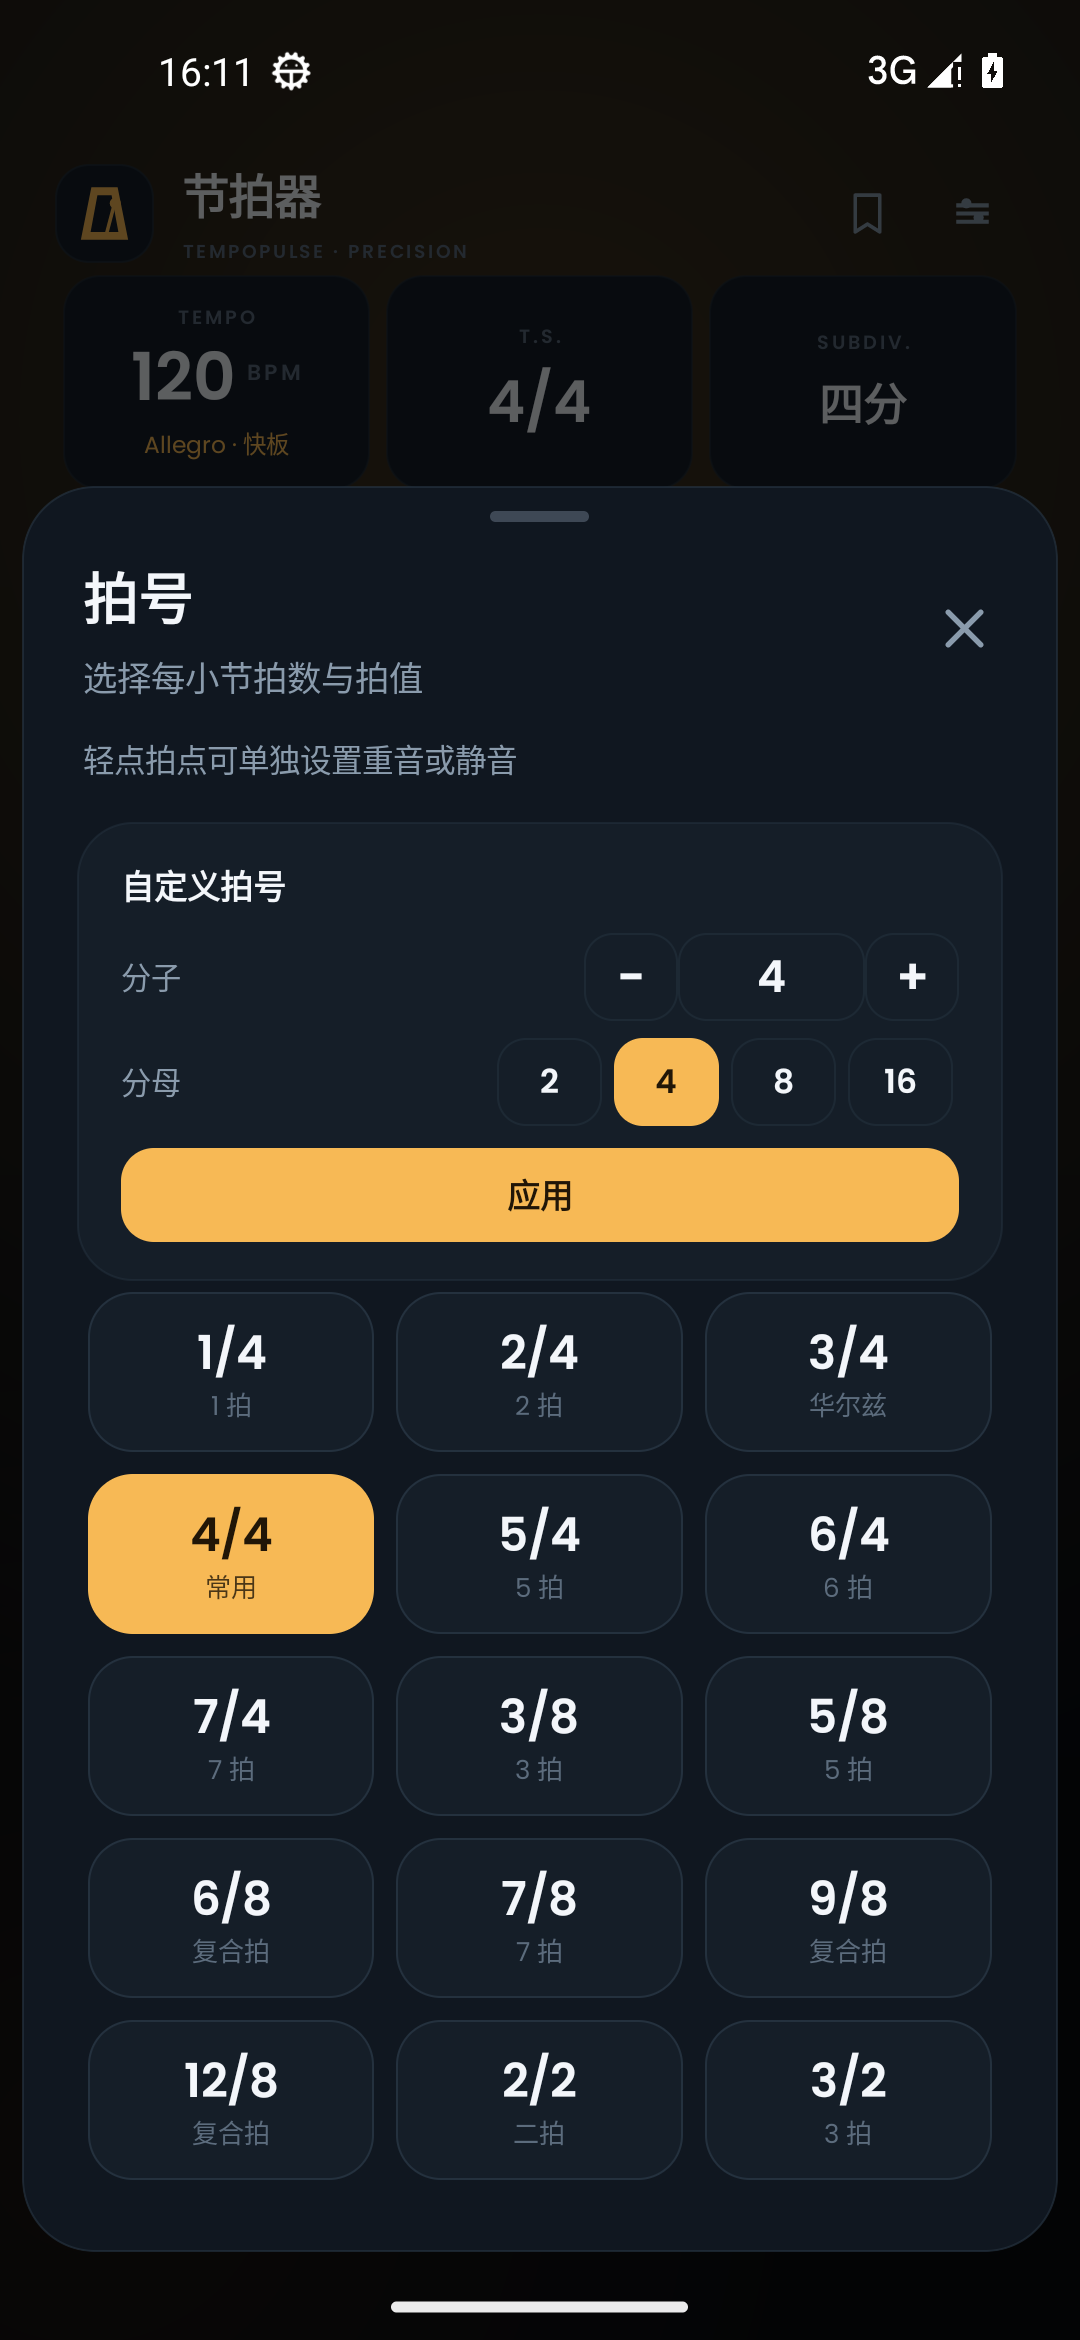 16:11
3G
节拍器
TEMPOPULSE · PRECISION
TEMPO
120 BPM
Allegro · 快板
T.S.
4/4
SUBDIV.
四分
拍号
选择每小节拍数与拍值
轻点拍点可单独设置重音或静音
自定义拍号
分子
− 4 +
分母
2 4 8 16
应用
1/4
1 拍
2/4
2 拍
3/4
华尔兹
4/4
常用
5/4
5 拍
6/4
6 拍
7/4
7 拍
3/8
3 拍
5/8
5 拍
6/8
复合拍
7/8
7 拍
9/8
复合拍
12/8
复合拍
2/2
二拍
3/2
3 拍